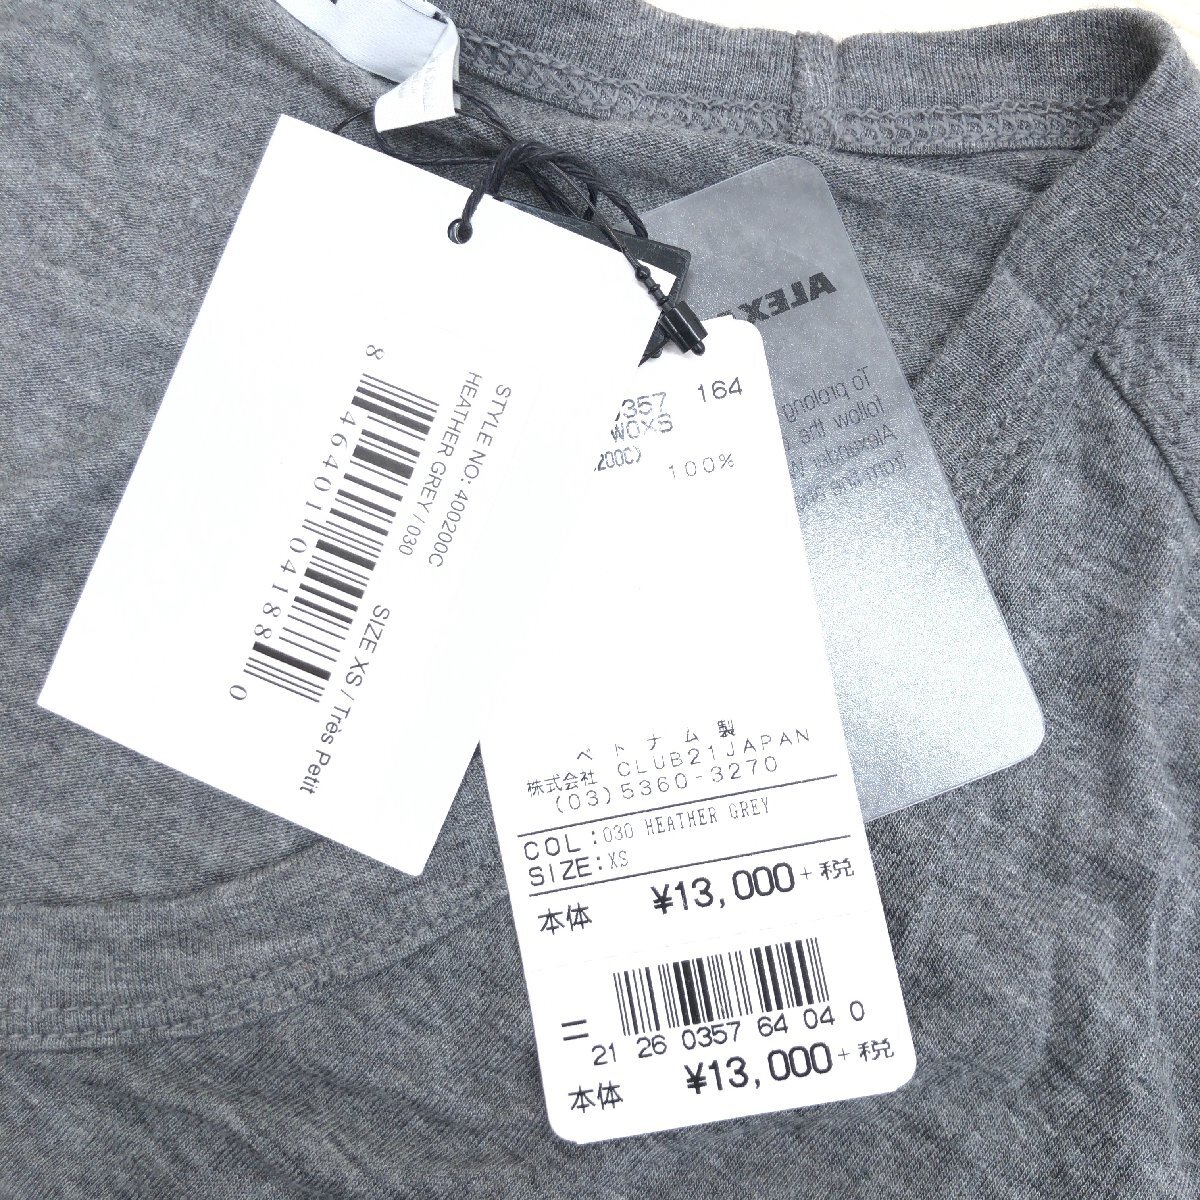 STYLE NO: 400200C
HEATHER GREY / 030
SIZE XS / Très Petit
8 46401 04188 0
ALEX
To prolong
follow the
.0357 164
WOXS
.200C)
100%
ベトナム製
株式会社 CLUB21JAPAN
(03)5360-3270
COL:030 HEATHER GREY
SIZE:XS
本体 ¥13,000+税
21 26 0357 64 04 0
本体 ¥13,000+税